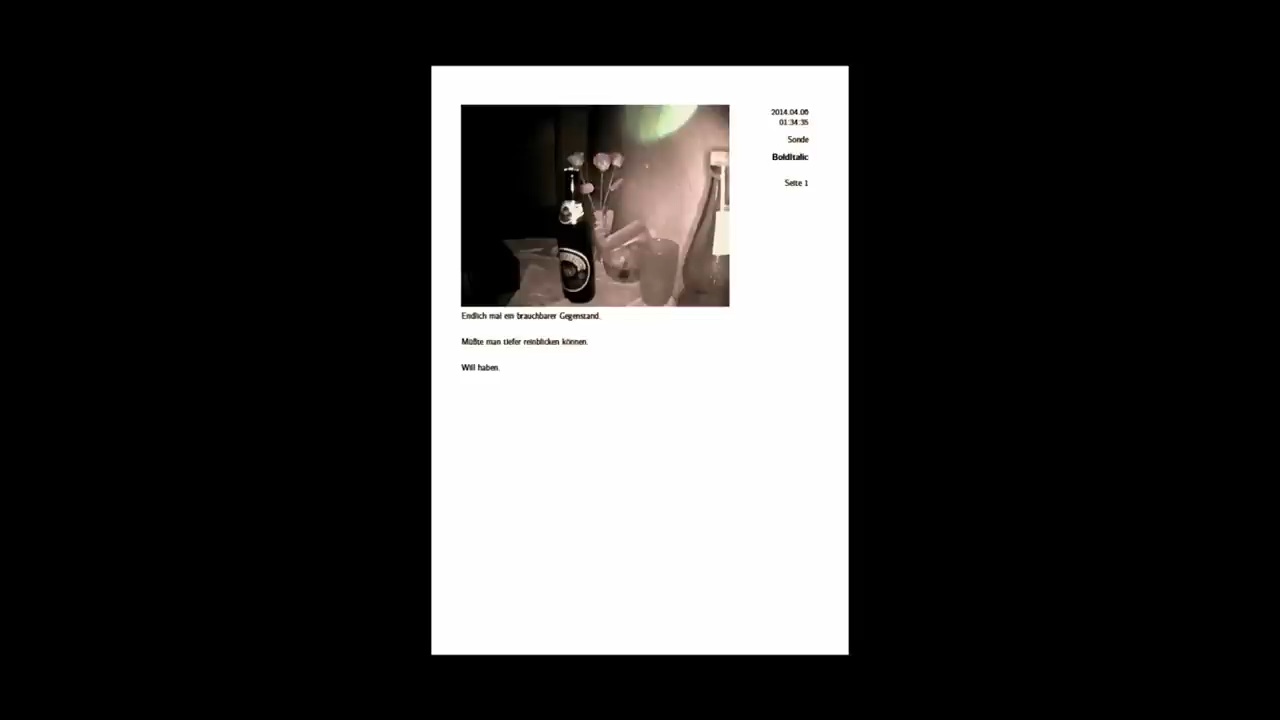 2014.04.06
01:34:35
Sonde
BoldItalic
Seite 1
Endlich mal ein brauchbarer Gegenstand.
Müßte man tiefer reinblicken können.
Will haben.